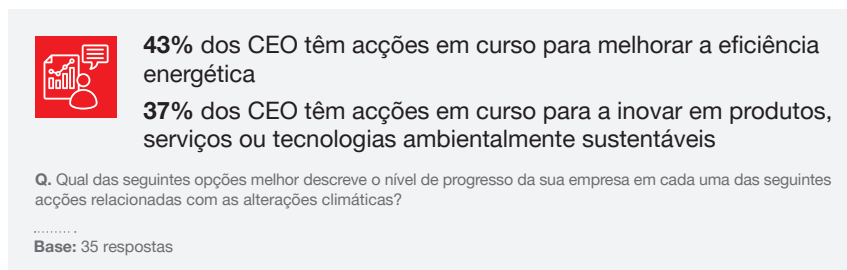 43% dos CEO têm acções em curso para melhorar a eficiência
energética
37% dos CEO têm acções em curso para a inovar em produtos,
serviços ou tecnologias ambientalmente sustentáveis
Q. Qual das seguintes opções melhor descreve o nível de progresso da sua empresa em cada uma das seguintes
acções relacionadas com as alterações climáticas?
Base: 35 respostas